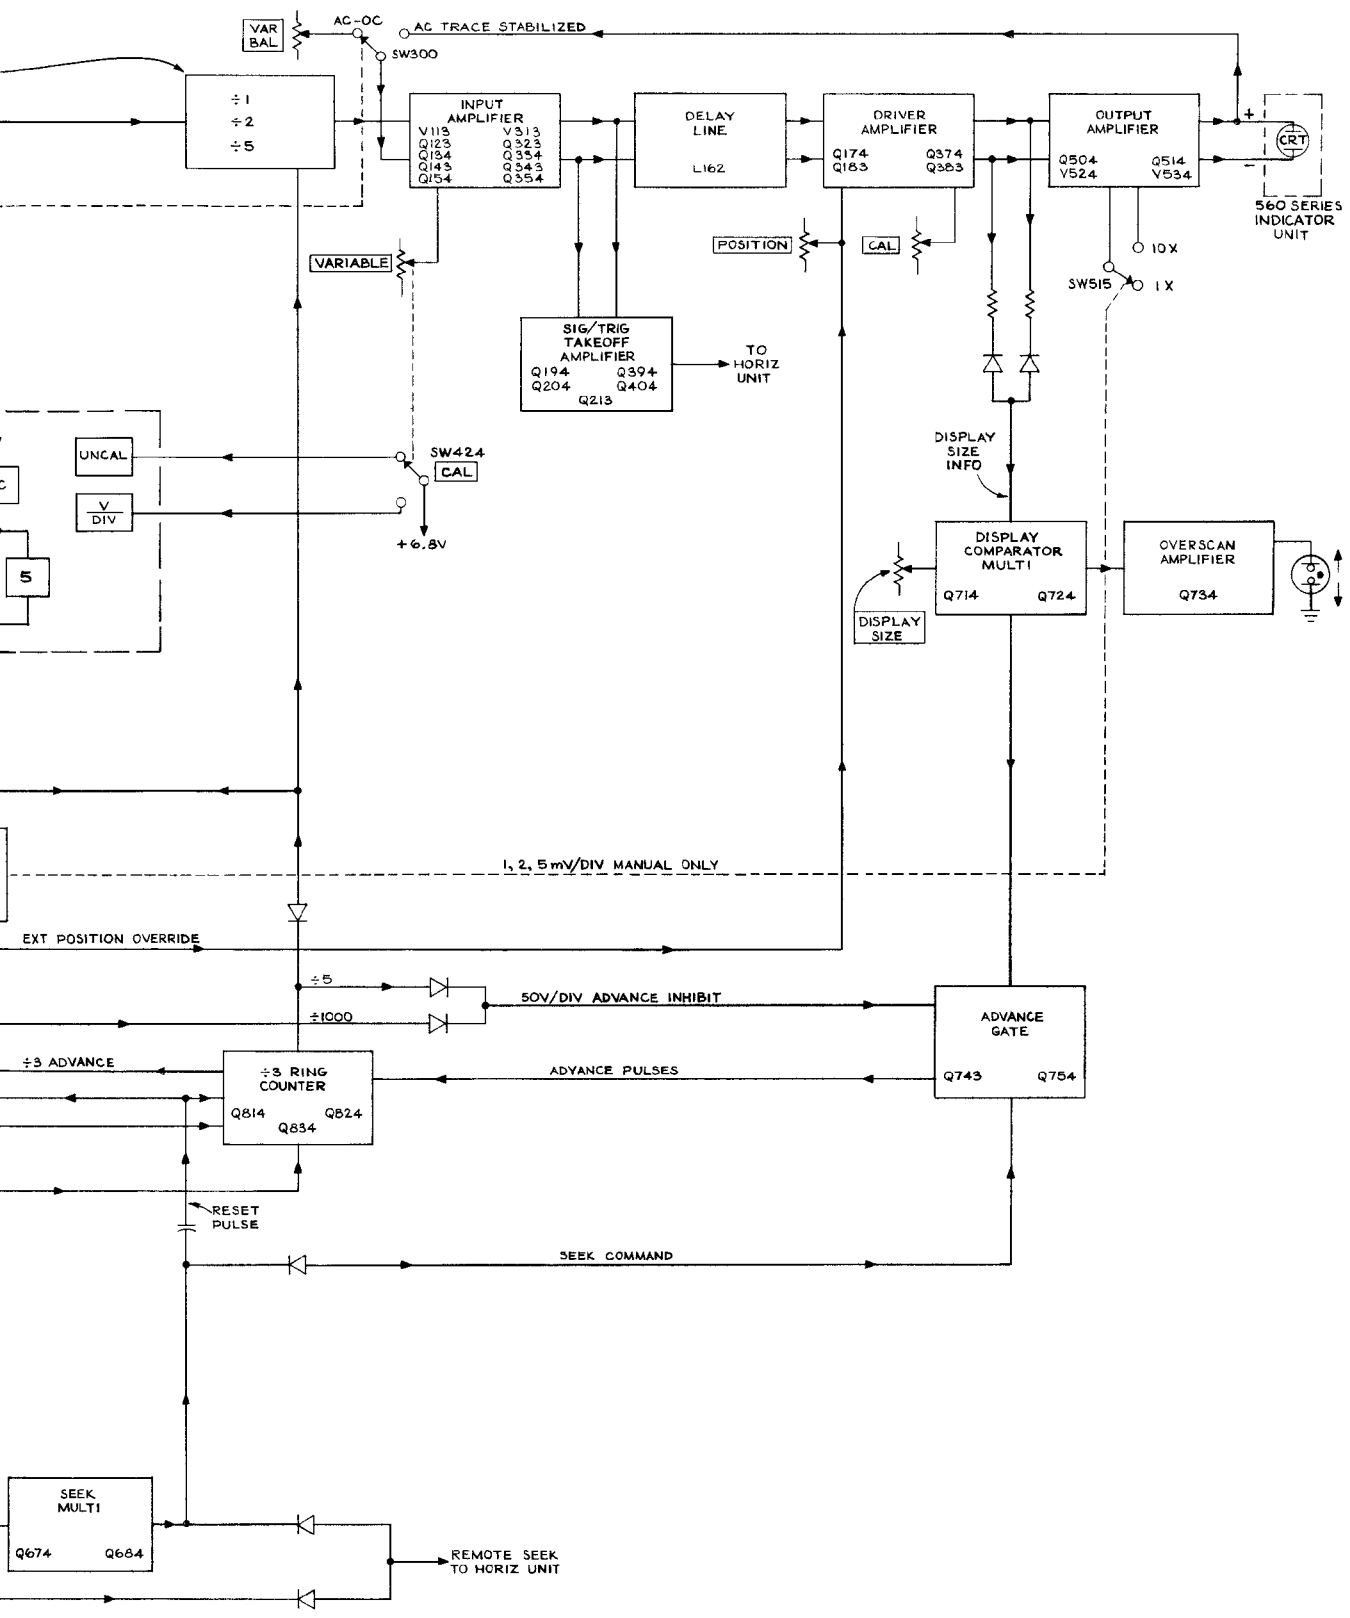 VAR
BAL
AC-DC
AC TRACE STABILIZED
SW300
÷1
÷2
÷5
INPUT
AMPLIFIER
V113 V313
Q123 Q323
Q134 Q334
Q143 Q343
Q154 Q354
DELAY
LINE
L162
DRIVER
AMPLIFIER
Q174 Q374
Q183 Q383
OUTPUT
AMPLIFIER
Q504 Q514
V524 V534
+
CRT
-
560 SERIES
INDICATOR
UNIT
VARIABLE
POSITION
CAL
10X
SW515
1X
SIG/TRIG
TAKEOFF
AMPLIFIER
Q194 Q394
Q204 Q404
Q213
TO
HORIZ
UNIT
UNCAL
SW424
CAL
V
DIV
+6.8V
C
5
DISPLAY
SIZE
INFO
DISPLAY
COMPARATOR
MULTI
Q714 Q724
OVERSCAN
AMPLIFIER
Q734
DISPLAY
SIZE
1, 2, 5mV/DIV MANUAL ONLY
EXT POSITION OVERRIDE
÷5
50V/DIV ADVANCE INHIBIT
÷1000
ADVANCE
GATE
Q743 Q754
÷3 ADVANCE
÷3 RING
COUNTER
Q814 Q824
Q834
ADVANCE PULSES
RESET
PULSE
SEEK COMMAND
SEEK
MULTI
Q674 Q684
REMOTE SEEK
TO HORIZ UNIT